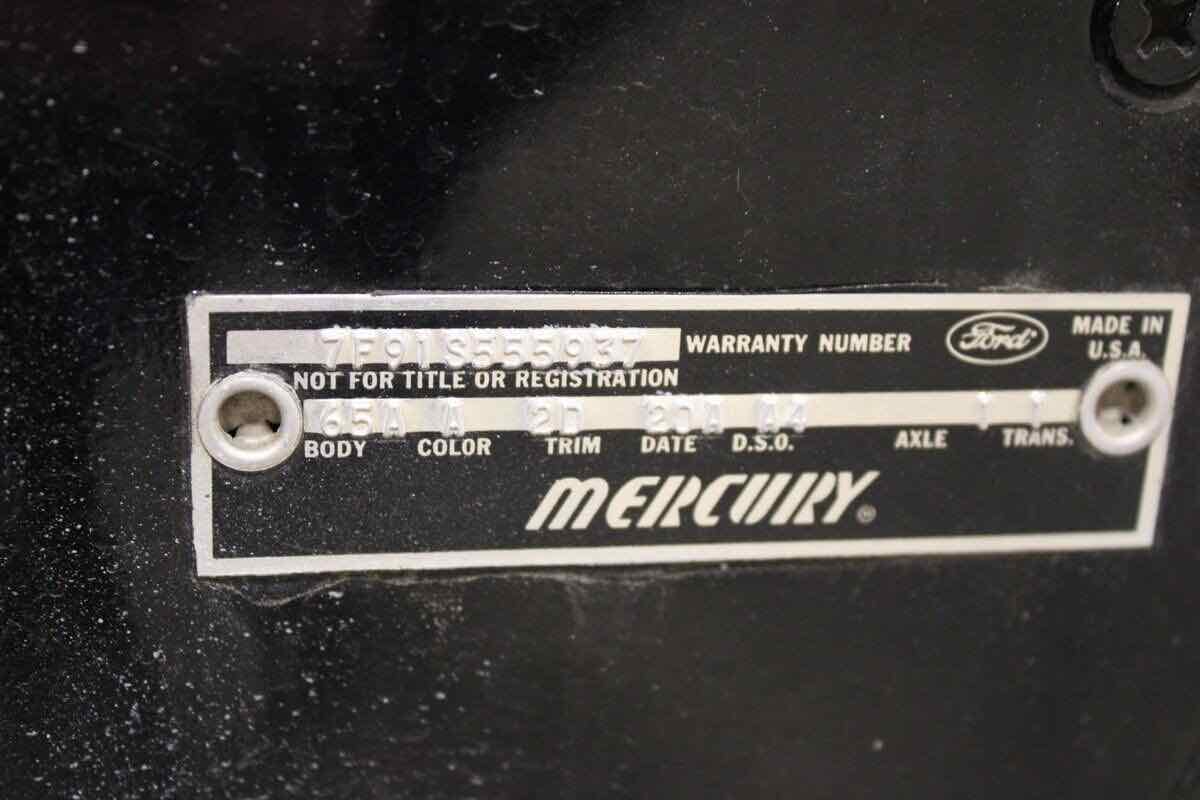 7F91S555937 WARRANTY NUMBER Ford MADE IN
U.S.A.
NOT FOR TITLE OR REGISTRATION
65A A 2D 20A A4 1 1
BODY COLOR TRIM DATE D.S.O. AXLE TRANS.
MERCURY®